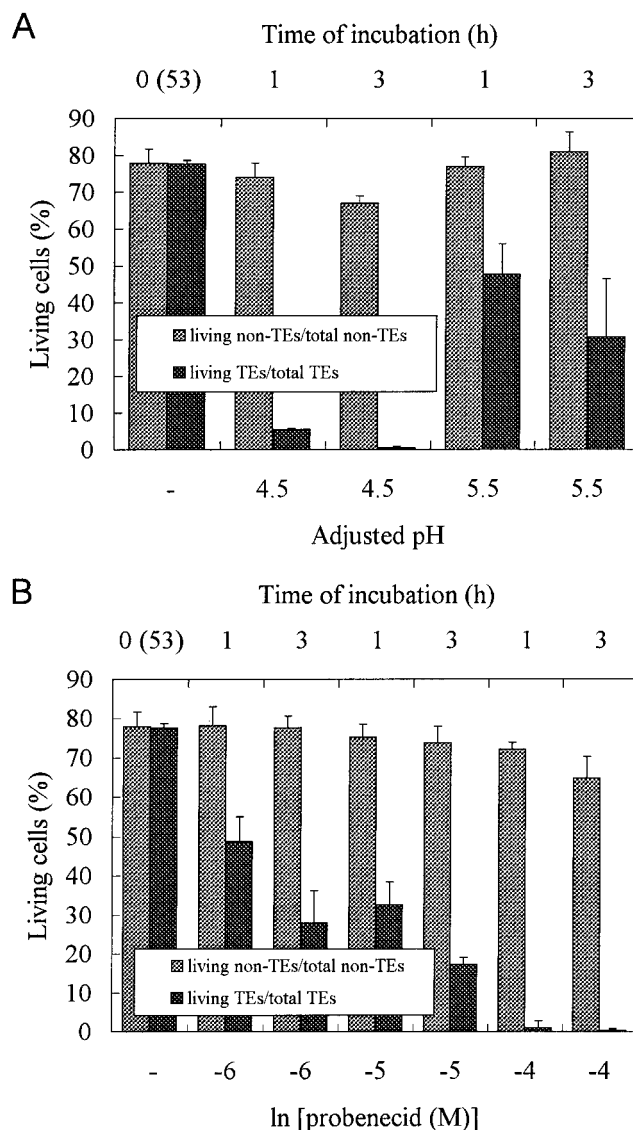 A
Time of incubation (h)
0 (53) 1 3 1 3
90
80
70
60
50
40
30
20
10
0
Living cells (%)
living non-TEs/total non-TEs
living TEs/total TEs
- 4.5 4.5 5.5 5.5
Adjusted pH
B
Time of incubation (h)
0 (53) 1 3 1 3 1 3
90
80
70
60
50
40
30
20
10
0
Living cells (%)
living non-TEs/total non-TEs
living TEs/total TEs
- -6 -6 -5 -5 -4 -4
ln [probenecid (M)]